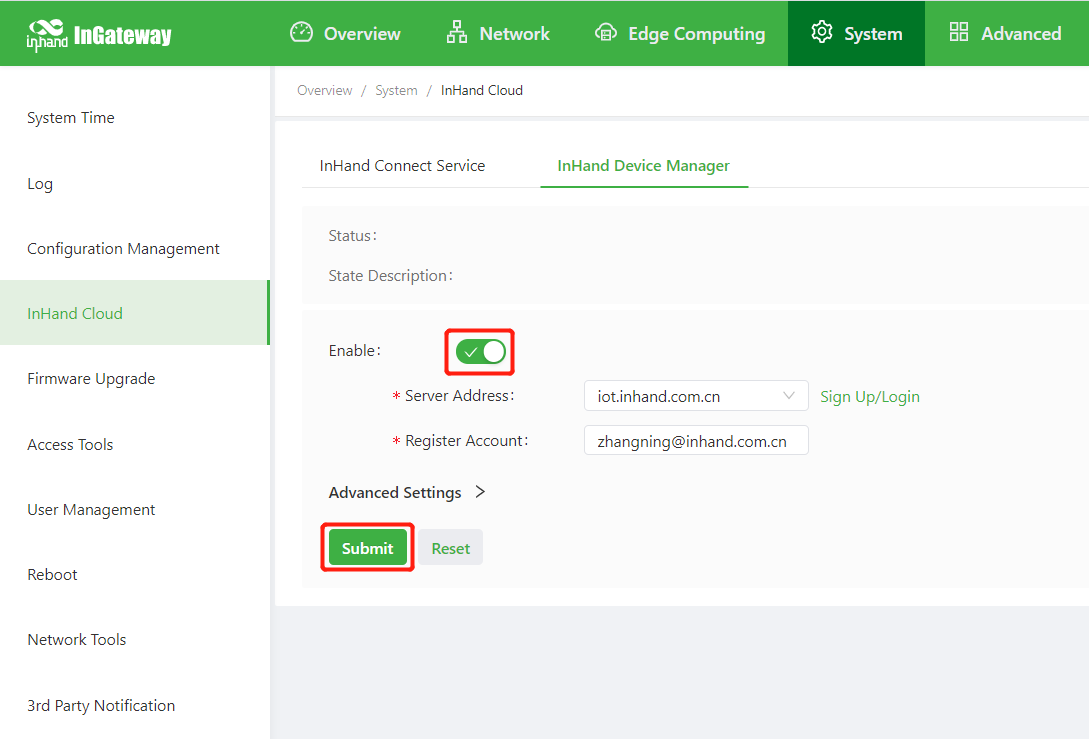 inhand InGateway Overview Network Edge Computing System Advanced
Overview / System / InHand Cloud
System Time
Log
Configuration Management
InHand Cloud
Firmware Upgrade
Access Tools
User Management
Reboot
Network Tools
3rd Party Notification
InHand Connect Service InHand Device Manager
Status:
State Description:
Enable:
* Server Address: iot.inhand.com.cn Sign Up/Login
* Register Account: zhangning@inhand.com.cn
Advanced Settings >
Submit Reset